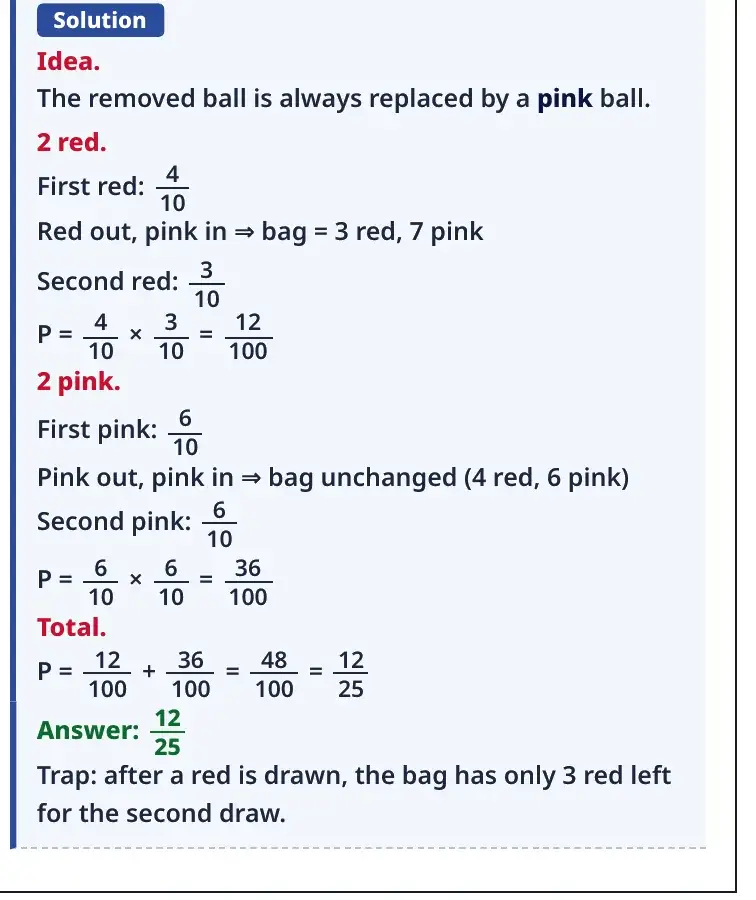 Solution
Idea.
The removed ball is always replaced by a pink ball.
2 red.
First red: 4/10
Red out, pink in ⇒ bag = 3 red, 7 pink
Second red: 3/10
P = 4/10 × 3/10 = 12/100
2 pink.
First pink: 6/10
Pink out, pink in ⇒ bag unchanged (4 red, 6 pink)
Second pink: 6/10
P = 6/10 × 6/10 = 36/100
Total.
P = 12/100 + 36/100 = 48/100 = 12/25
Answer: 12/25
Trap: after a red is drawn, the bag has only 3 red left
for the second draw.